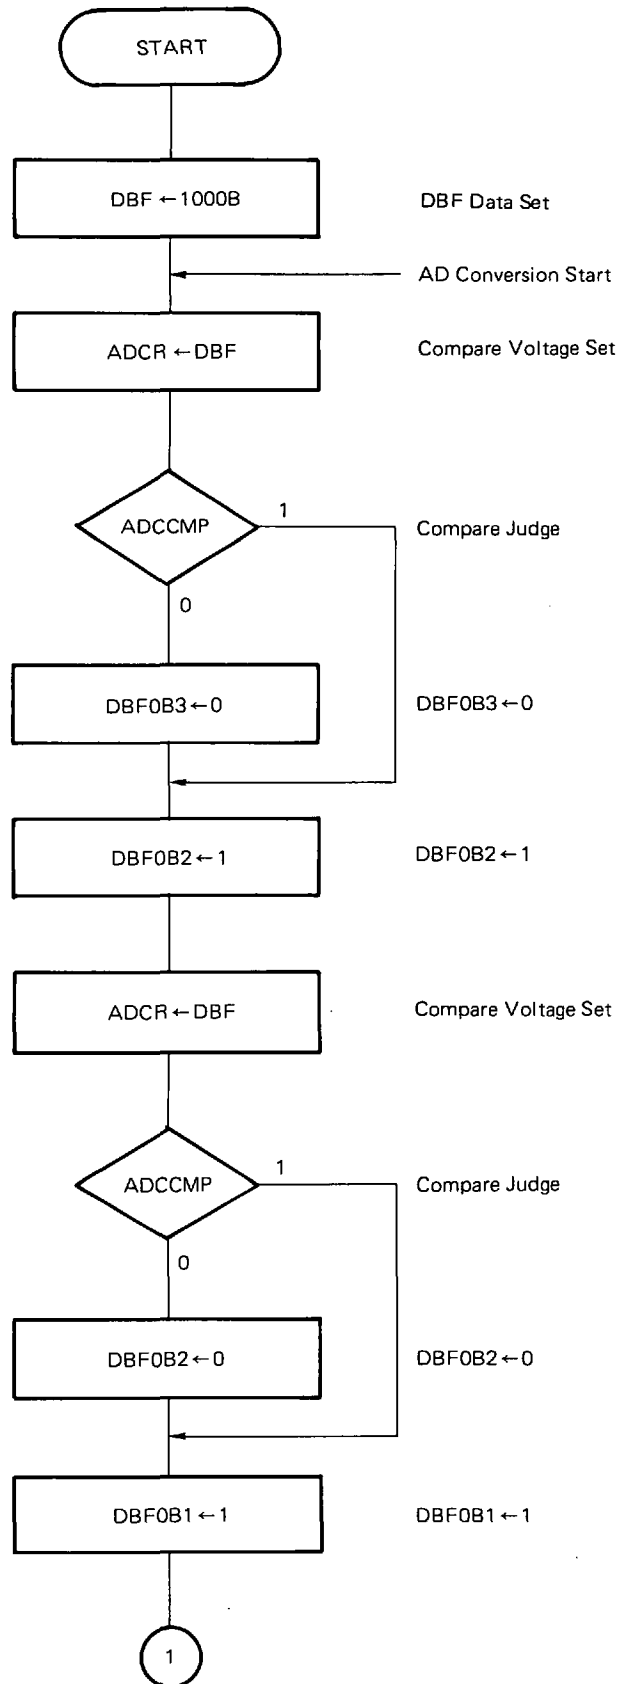 START
DBF ← 1000B DBF Data Set
AD Conversion Start
ADCR ← DBF Compare Voltage Set
ADCCMP 1 Compare Judge
0
DBF0B3 ← 0 DBF0B3 ← 0
DBF0B2 ← 1 DBF0B2 ← 1
ADCR ← DBF Compare Voltage Set
ADCCMP 1 Compare Judge
0
DBF0B2 ← 0 DBF0B2 ← 0
DBF0B1 ← 1 DBF0B1 ← 1
1